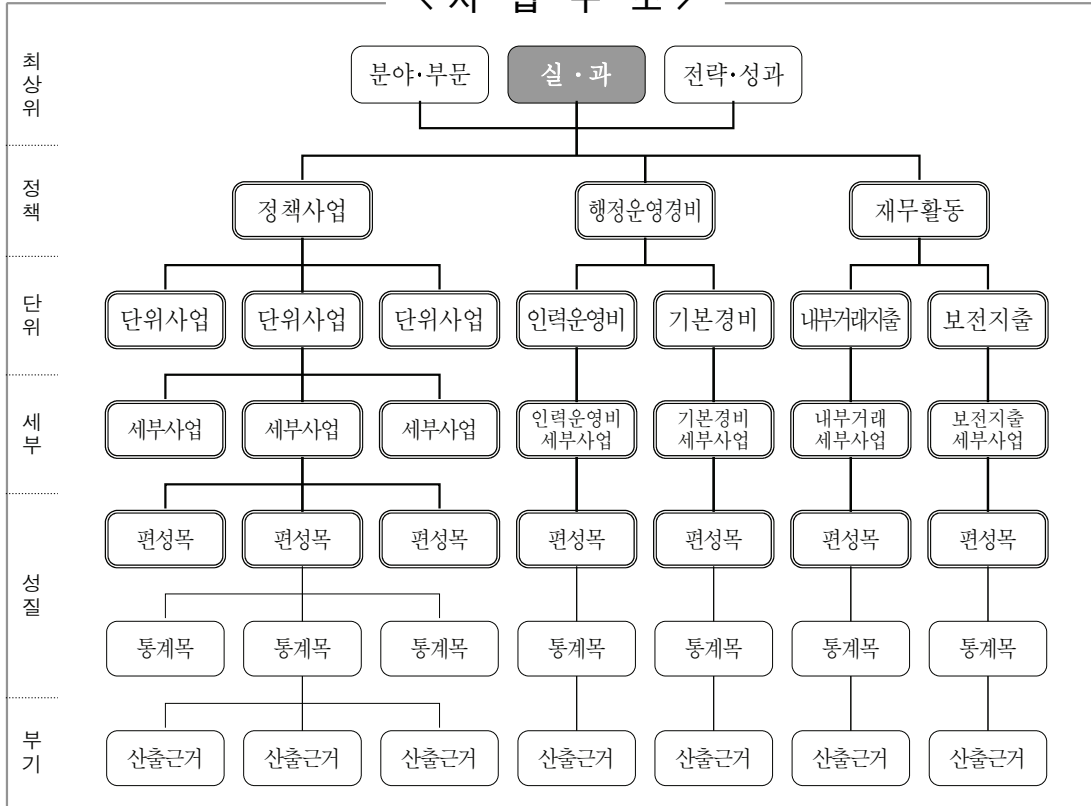 < 사 업 구 조 >
최상위
분야·부문 실·과 전략·성과
정책
정책사업 행정운영경비 재무활동
단위
단위사업 단위사업 단위사업 인력운영비 기본경비 내부거래지출 보전지출
세부
세부사업 세부사업 세부사업 인력운영비 기본경비 내부거래 보전지출
세부사업 세부사업 세부사업 세부사업
성질
편성목 편성목 편성목 편성목 편성목 편성목 편성목
통계목 통계목 통계목 통계목 통계목 통계목 통계목
부기
산출근거 산출근거 산출근거 산출근거 산출근거 산출근거 산출근거